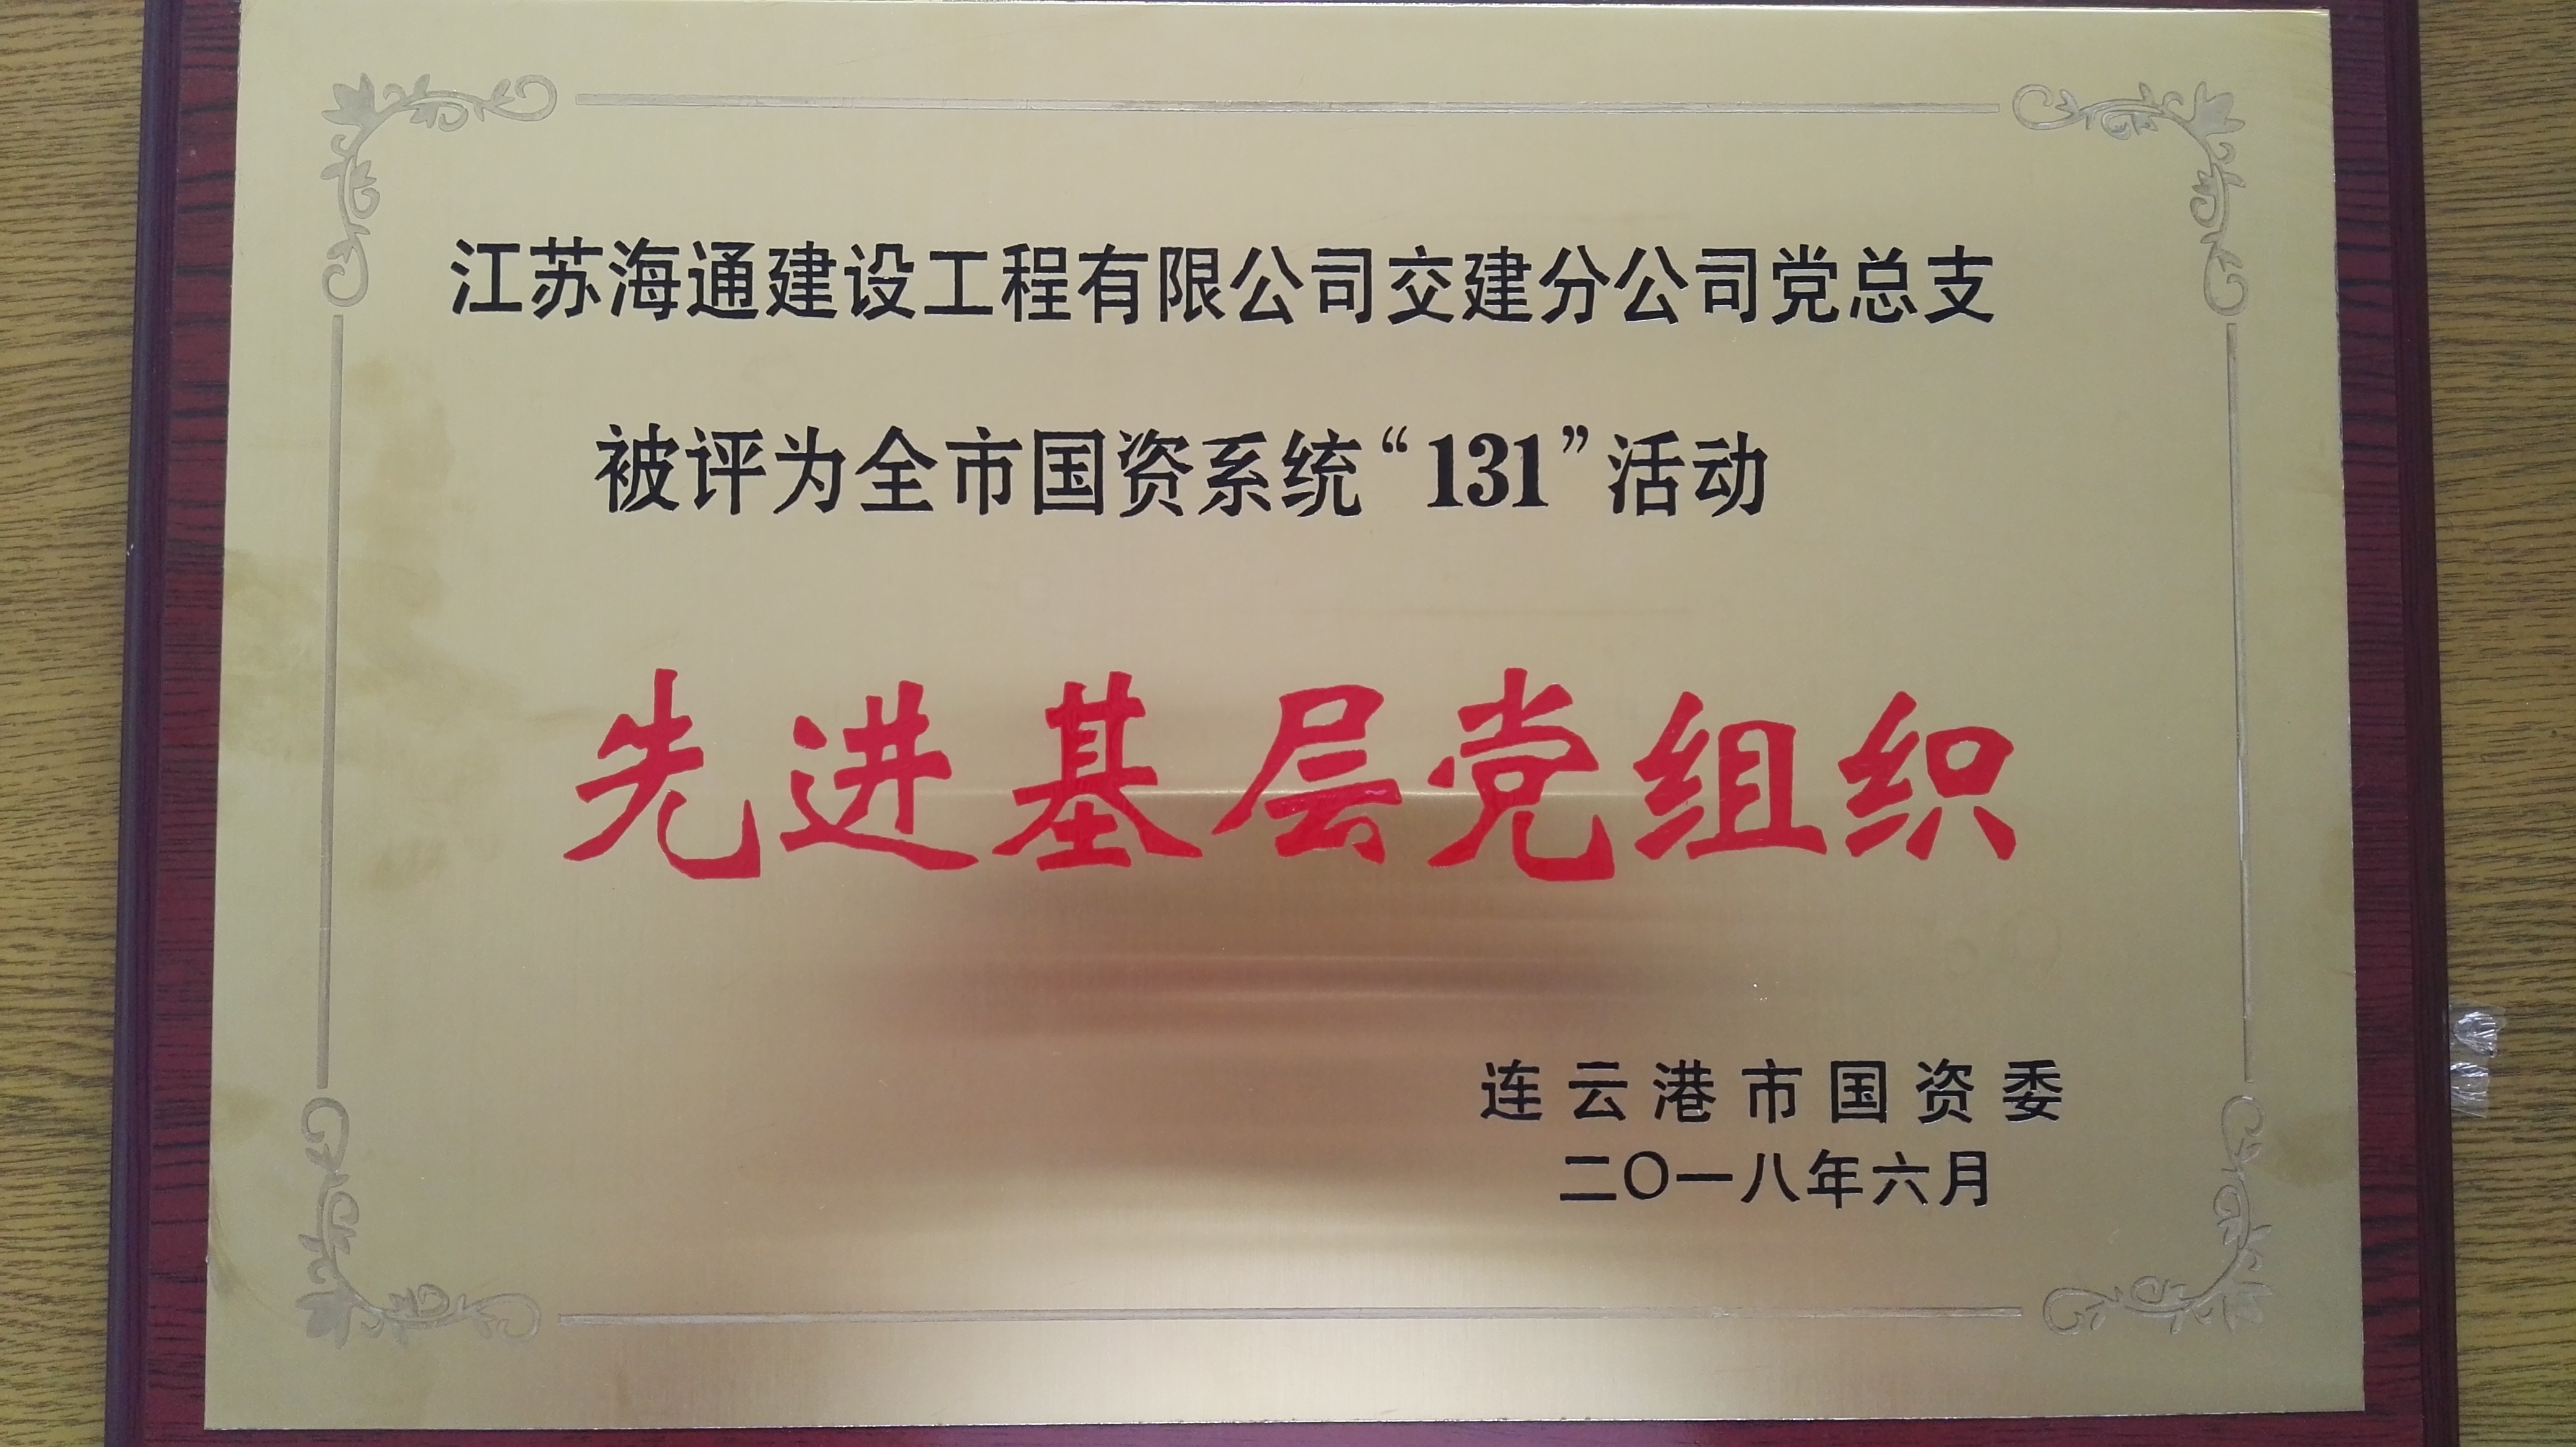 江苏海通建设工程有限公司交建分公司党总支
被评为全市国资系统“131”活动
先进基层党组织
连云港市国资委
二〇一八年六月